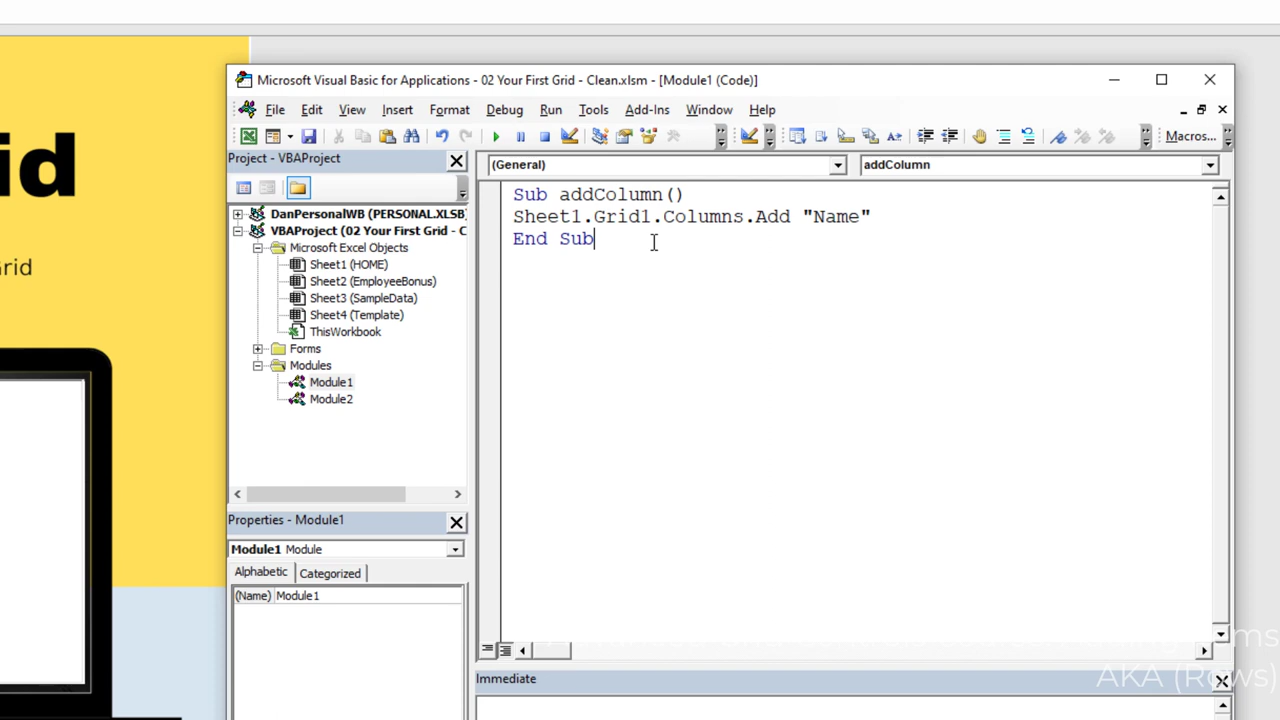 id
Grid
Microsoft Visual Basic for Applications - 02 Your First Grid - Clean.xlsm - [Module1 (Code)]
File Edit View Insert Format Debug Run Tools Add-Ins Window Help
Macros...
Project - VBAProject
(General)
addColumn
DanPersonalWB (PERSONAL.XLSB)
VBAProject (02 Your First Grid - C
Microsoft Excel Objects
Sheet1 (HOME)
Sheet2 (EmployeeBonus)
Sheet3 (SampleData)
Sheet4 (Template)
ThisWorkbook
Forms
Modules
Module1
Module2
Sub addColumn()
Sheet1.Grid1.Columns.Add "Name"
End Sub
Properties - Module1
Module1 Module
Alphabetic Categorized
(Name) Module1
Immediate
AKA (Rows)